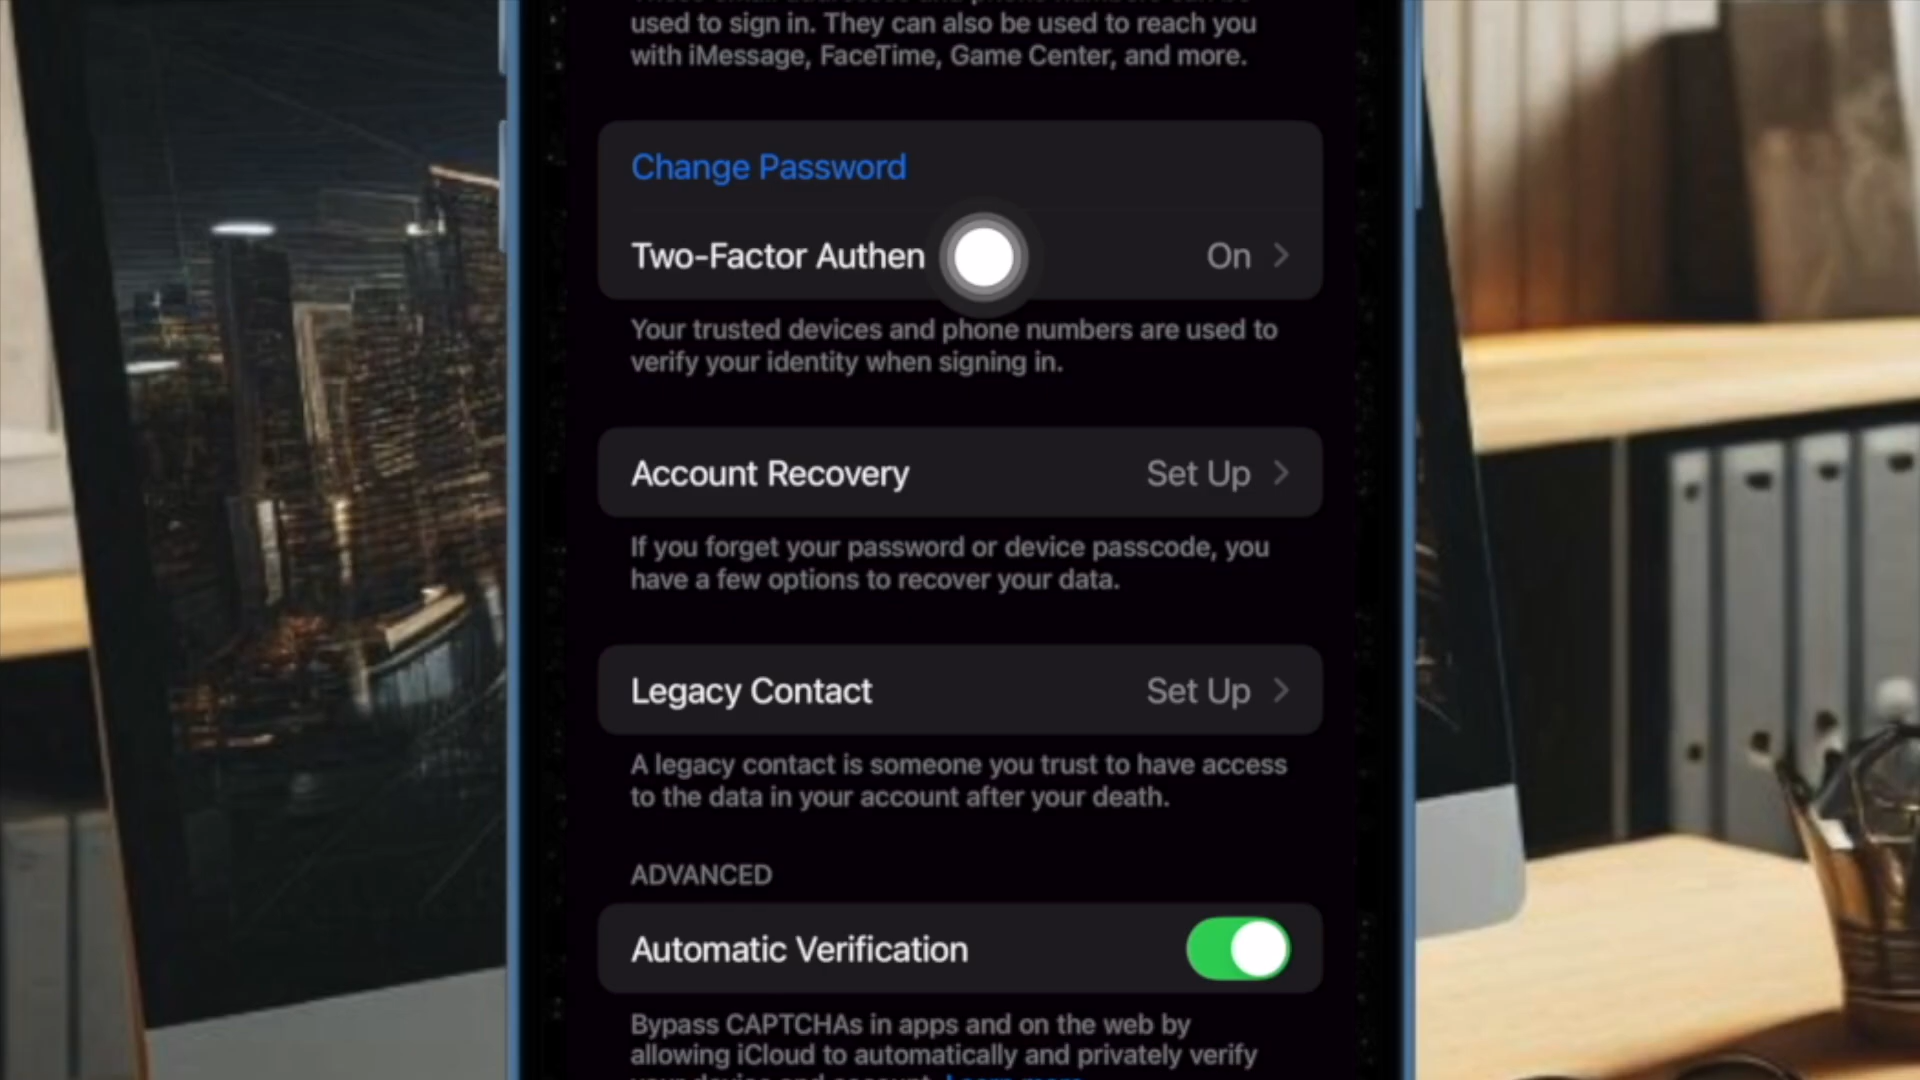 used to sign in. They can also be used to reach you
with iMessage, FaceTime, Game Center, and more.
Change Password
Two-Factor Authen
On
Your trusted devices and phone numbers are used to
verify your identity when signing in.
Account Recovery
Set Up
If you forget your password or device passcode, you
have a few options to recover your data.
Legacy Contact
Set Up
A legacy contact is someone you trust to have access
to the data in your account after your death.
ADVANCED
Automatic Verification
Bypass CAPTCHAs in apps and on the web by
allowing iCloud to automatically and privately verify